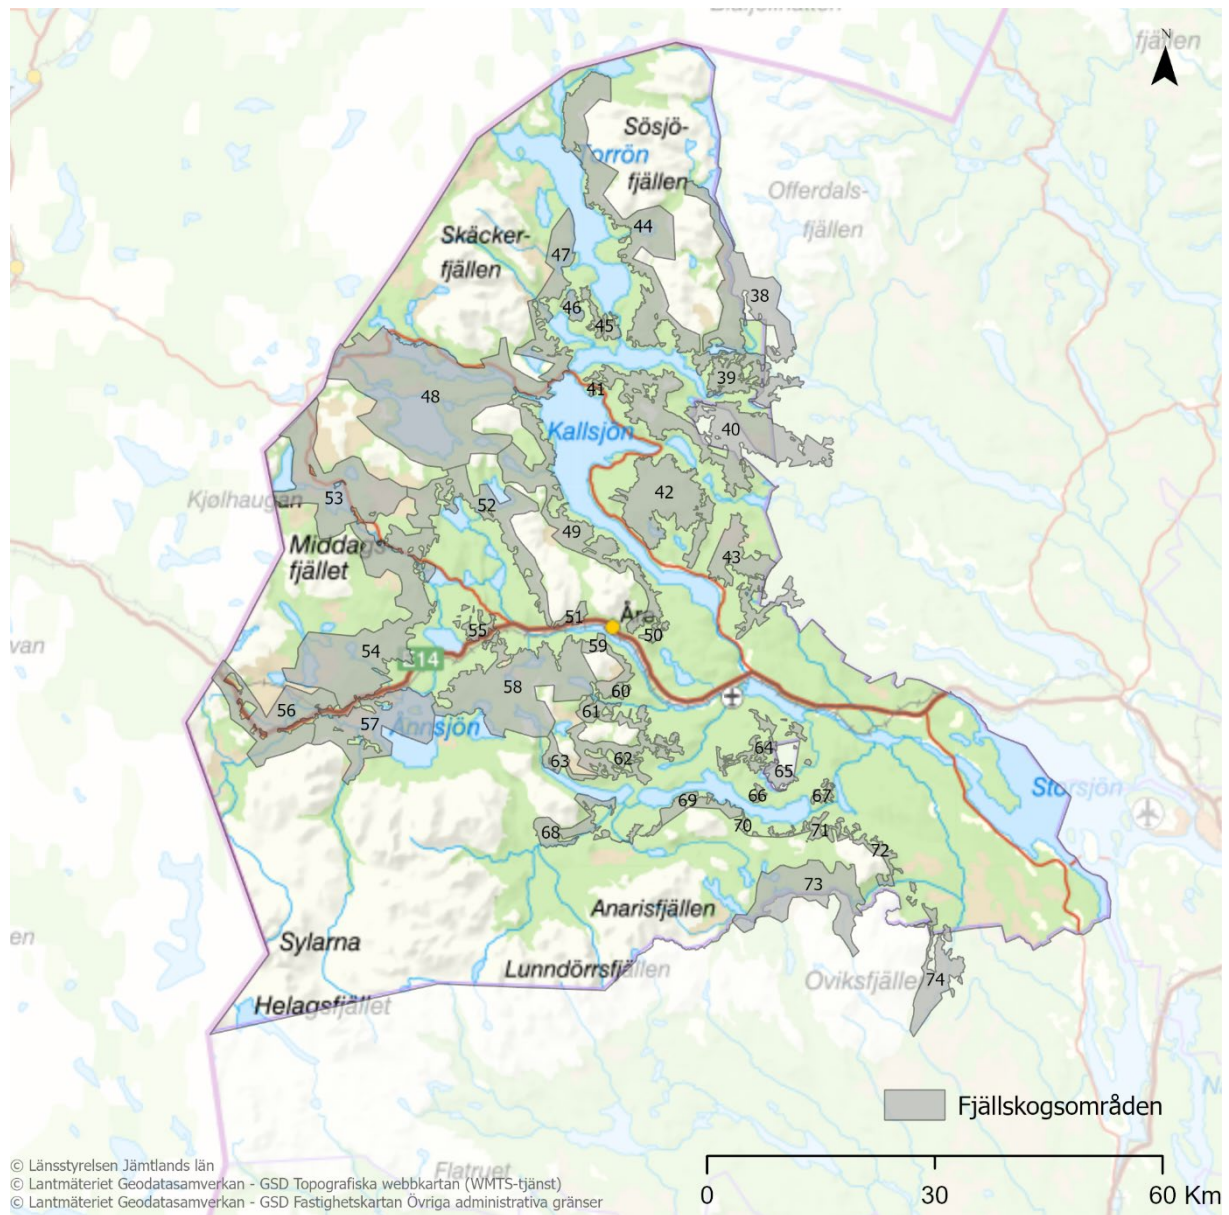 N
fjällen
Sösjö-
Torrön
fjällen
Offerdals-
fjällen
44
Skäcker-
fjällen
47
38
46
45
39
41
48
40
Kallsjön
42
Kjølhaugan
53
52
49
43
Middags-
fjället
51
Åre
55
50
54
59
E14
58
60
56
57
61
Ånnsjön
63
62
64
65
Storsjön
69
66
67
68
70
71
72
73
Anarisfjällen
Sylarna
Lunndörrsfjällen
Oviksfjällen
74
Helagsfjället
Fjällskogsområden
Flatruet
© Länsstyrelsen Jämtlands län
© Lantmäteriet Geodatasamverkan - GSD Topografiska webbkartan (WMTS-tjänst)
© Lantmäteriet Geodatasamverkan - GSD Fastighetskartan Övriga administrativa gränser
0 30 60 Km